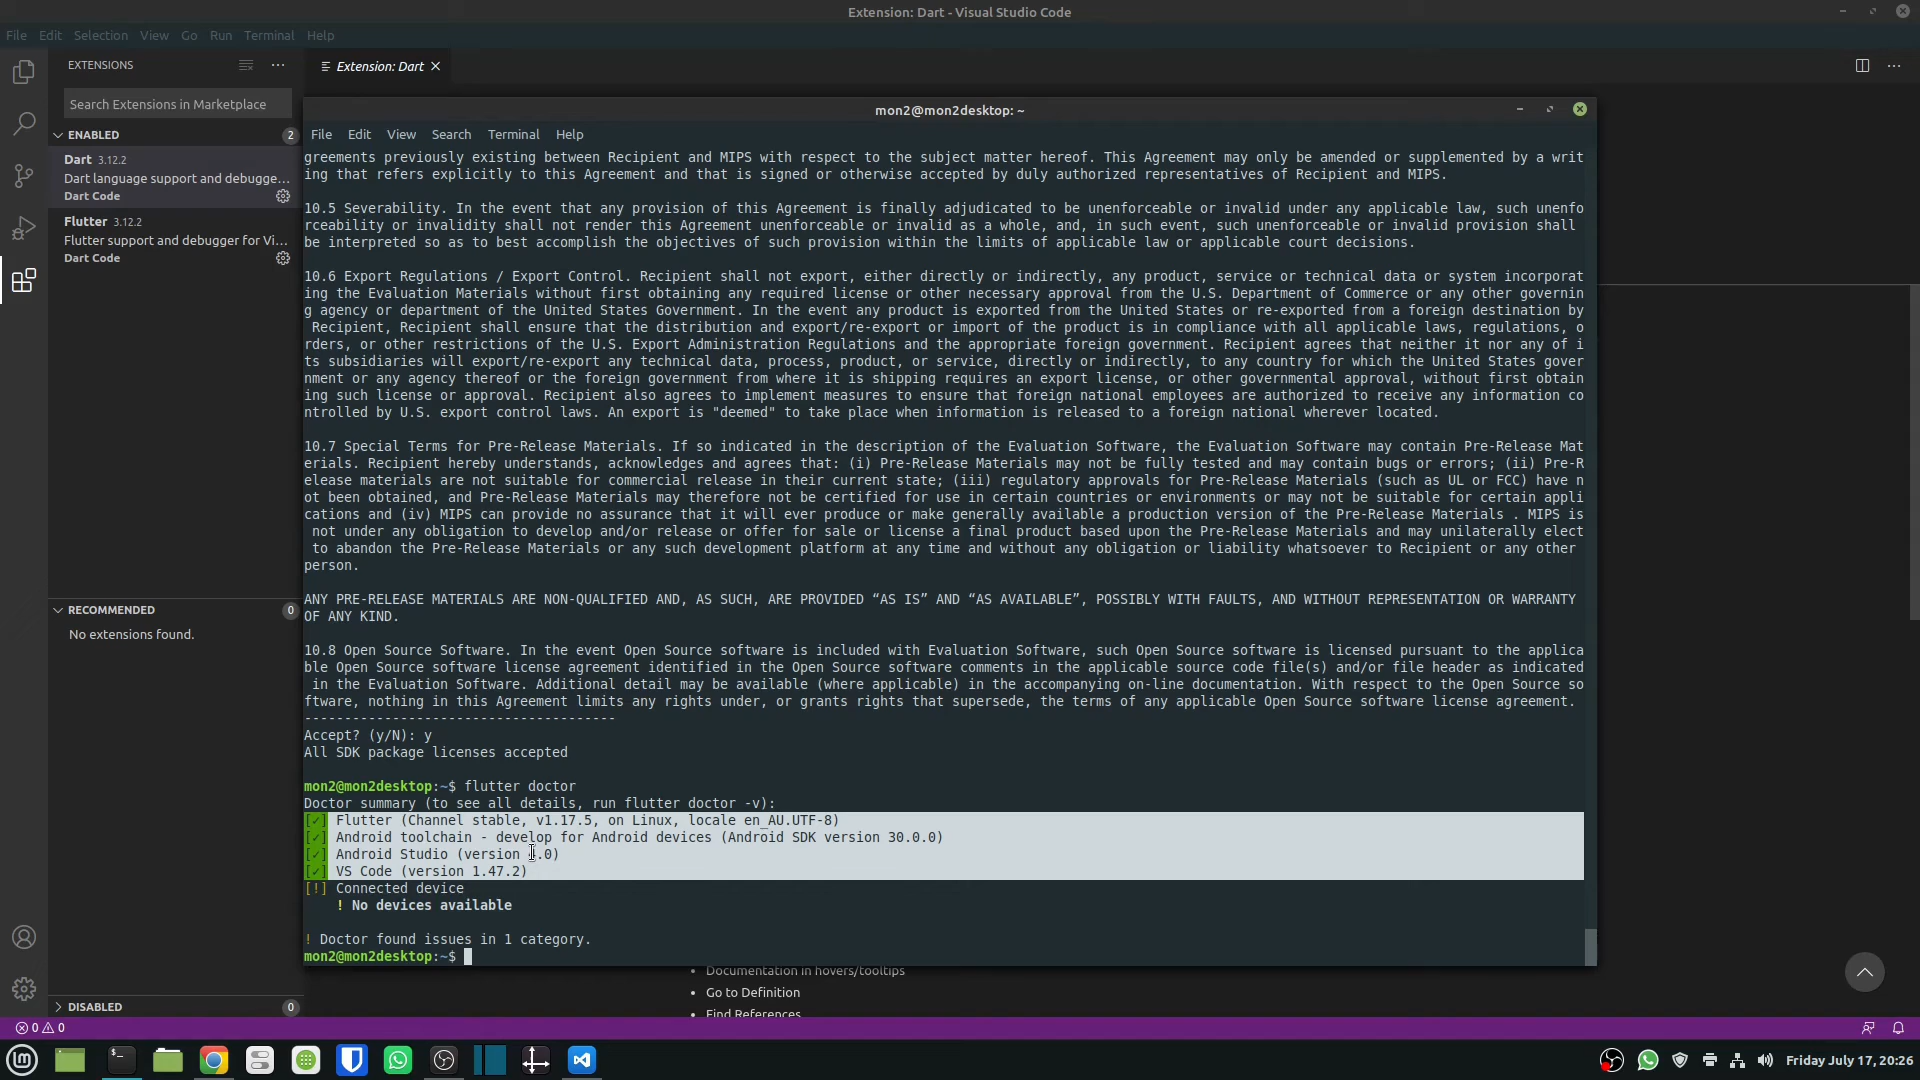 Extension: Dart - Visual Studio Code
File Edit Selection View Go Run Terminal Help
EXTENSIONS
Extension: Dart
Search Extensions in Marketplace
ENABLED 2
Dart 3.12.2
Dart language support and debugge...
Dart Code
Flutter 3.12.2
Flutter support and debugger for Vi...
Dart Code
RECOMMENDED 0
No extensions found.
DISABLED 0
mon2@mon2desktop: ~
File Edit View Search Terminal Help
greements previously existing between Recipient and MIPS with respect to the subject matter hereof. This Agreement may only be amended or supplemented by a writ
ing that refers explicitly to this Agreement and that is signed or otherwise accepted by duly authorized representatives of Recipient and MIPS.
10.5 Severability. In the event that any provision of this Agreement is finally adjudicated to be unenforceable or invalid under any applicable law, such unenfo
rceability or invalidity shall not render this Agreement unenforceable or invalid as a whole, and, in such event, such unenforceable or invalid provision shall
be interpreted so as to best accomplish the objectives of such provision within the limits of applicable law or applicable court decisions.
10.6 Export Regulations / Export Control. Recipient shall not export, either directly or indirectly, any product, service or technical data or system incorporat
ing the Evaluation Materials without first obtaining any required license or other necessary approval from the U.S. Department of Commerce or any other governin
g agency or department of the United States Government. In the event any product is exported from the United States or re-exported from a foreign destination by
Recipient, Recipient shall ensure that the distribution and export/re-export or import of the product is in compliance with all applicable laws, regulations, o
rders, or other restrictions of the U.S. Export Administration Regulations and the appropriate foreign government. Recipient agrees that neither it nor any of i
ts subsidiaries will export/re-export any technical data, process, product, or service, directly or indirectly, to any country for which the United States gover
nment or any agency thereof or the foreign government from where it is shipping requires an export license, or other governmental approval, without first obtain
ing such license or approval. Recipient also agrees to implement measures to ensure that foreign national employees are authorized to receive any information co
ntrolled by U.S. export control laws. An export is "deemed" to take place when information is released to a foreign national wherever located.
10.7 Special Terms for Pre-Release Materials. If so indicated in the description of the Evaluation Software, the Evaluation Software may contain Pre-Release Mat
erials. Recipient hereby understands, acknowledges and agrees that: (i) Pre-Release Materials may not be fully tested and may contain bugs or errors; (ii) Pre-R
elease materials are not suitable for commercial release in their current state; (iii) regulatory approvals for Pre-Release Materials (such as UL or FCC) have n
ot been obtained, and Pre-Release Materials may therefore not be certified for use in certain countries or environments or may not be suitable for certain appli
cations and (iv) MIPS can provide no assurance that it will ever produce or make generally available a production version of the Pre-Release Materials . MIPS is
not under any obligation to develop and/or release or offer for sale or license a final product based upon the Pre-Release Materials and may unilaterally elect
to abandon the Pre-Release Materials or any such development platform at any time and without any obligation or liability whatsoever to Recipient or any other
person.
ANY PRE-RELEASE MATERIALS ARE NON-QUALIFIED AND, AS SUCH, ARE PROVIDED “AS IS” AND “AS AVAILABLE”, POSSIBLY WITH FAULTS, AND WITHOUT REPRESENTATION OR WARRANTY
OF ANY KIND.
10.8 Open Source Software. In the event Open Source software is included with Evaluation Software, such Open Source software is licensed pursuant to the applica
ble Open Source software license agreement identified in the Open Source software comments in the applicable source code file(s) and/or file header as indicated
in the Evaluation Software. Additional detail may be available (where applicable) in the accompanying on-line documentation. With respect to the Open Source so
ftware, nothing in this Agreement limits any rights under, or grants rights that supersede, the terms of any applicable Open Source software license agreement.
---------------------------------------
Accept? (y/N): y
All SDK package licenses accepted
mon2@mon2desktop:~$ flutter doctor
Doctor summary (to see all details, run flutter doctor -v):
[✓] Flutter (Channel stable, v1.17.5, on Linux, locale en_AU.UTF-8)
[✓] Android toolchain - develop for Android devices (Android SDK version 30.0.0)
[✓] Android Studio (version .0)
[✓] VS Code (version 1.47.2)
[!] Connected device
! No devices available
! Doctor found issues in 1 category.
mon2@mon2desktop:~$
• Documentation in hovers/tooltips
• Go to Definition
• Find References
0 0
Friday July 17, 20:26